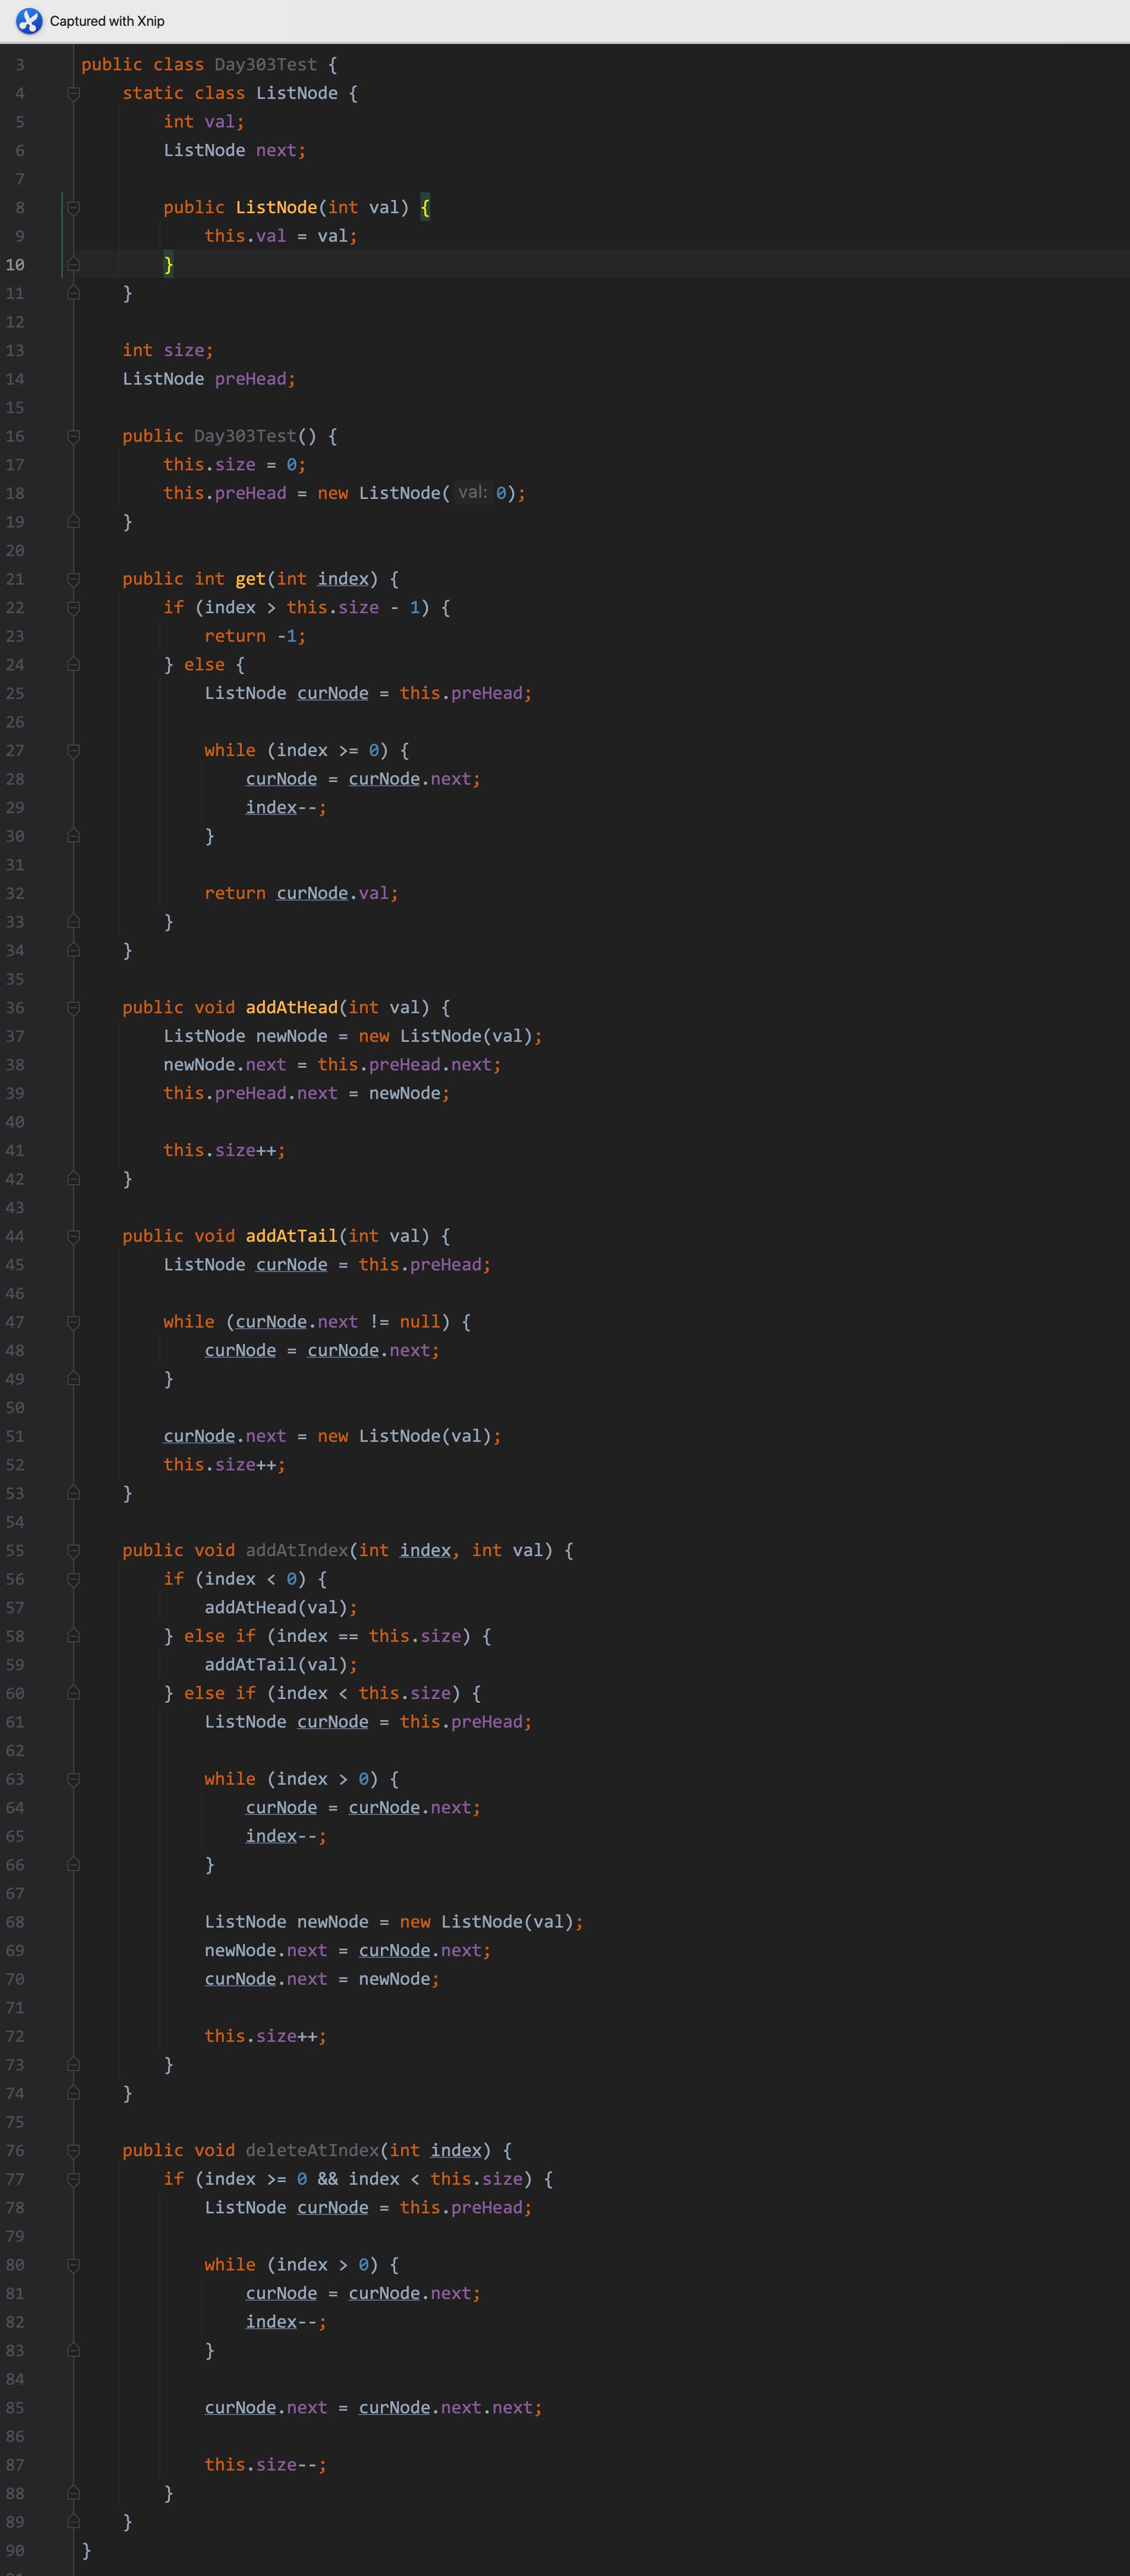 Captured with Xnip
3 public class Day303Test {
4 static class ListNode {
5 int val;
6 ListNode next;
7
8 public ListNode(int val) {
9 this.val = val;
10 }
11 }
12
13 int size;
14 ListNode preHead;
15
16 public Day303Test() {
17 this.size = 0;
18 this.preHead = new ListNode( val: 0);
19 }
20
21 public int get(int index) {
22 if (index > this.size - 1) {
23 return -1;
24 } else {
25 ListNode curNode = this.preHead;
26
27 while (index >= 0) {
28 curNode = curNode.next;
29 index--;
30 }
31
32 return curNode.val;
33 }
34 }
35
36 public void addAtHead(int val) {
37 ListNode newNode = new ListNode(val);
38 newNode.next = this.preHead.next;
39 this.preHead.next = newNode;
40
41 this.size++;
42 }
43
44 public void addAtTail(int val) {
45 ListNode curNode = this.preHead;
46
47 while (curNode.next != null) {
48 curNode = curNode.next;
49 }
50
51 curNode.next = new ListNode(val);
52 this.size++;
53 }
54
55 public void addAtIndex(int index, int val) {
56 if (index < 0) {
57 addAtHead(val);
58 } else if (index == this.size) {
59 addAtTail(val);
60 } else if (index < this.size) {
61 ListNode curNode = this.preHead;
62
63 while (index > 0) {
64 curNode = curNode.next;
65 index--;
66 }
67
68 ListNode newNode = new ListNode(val);
69 newNode.next = curNode.next;
70 curNode.next = newNode;
71
72 this.size++;
73 }
74 }
75
76 public void deleteAtIndex(int index) {
77 if (index >= 0 && index < this.size) {
78 ListNode curNode = this.preHead;
79
80 while (index > 0) {
81 curNode = curNode.next;
82 index--;
83 }
84
85 curNode.next = curNode.next.next;
86
87 this.size--;
88 }
89 }
90 }